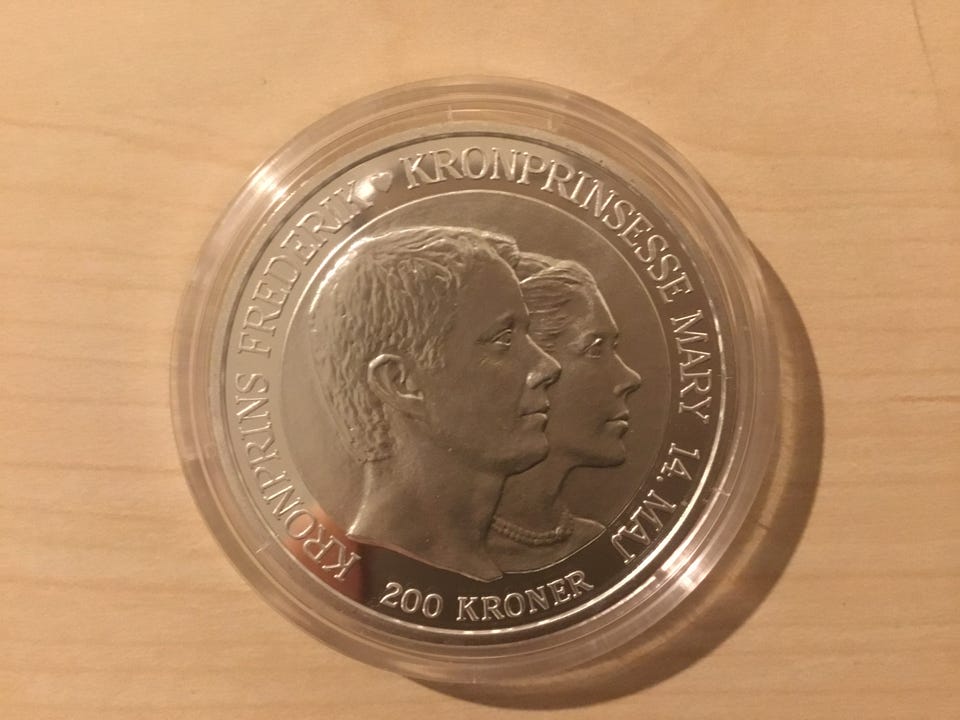 KRONPRINS FREDERIK ♥ KRONPRINSESSE MARY 14. MAJ
200 KRONER